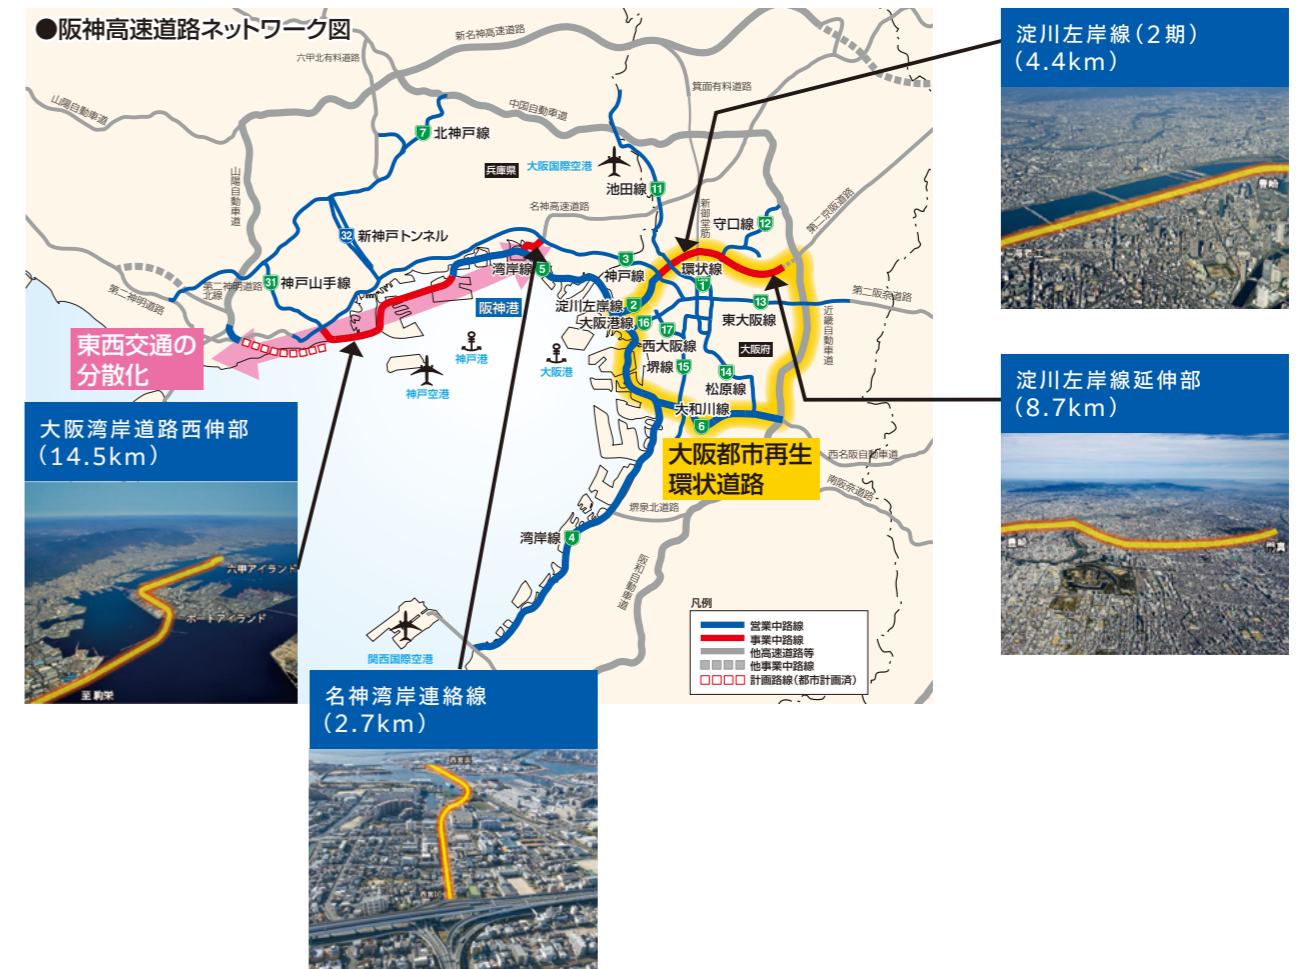 ●阪神高速道路ネットワーク図
新名神高速道路
六甲北有料道路
箕面有料道路
山陽自動車道
中国自動車道
7 北神戸線
兵庫県
大阪国際空港
池田線 11
山陽自動車道
名神高速道路
新御堂筋
守口線 12
第二京阪道路
32 新神戸トンネル
湾岸線 5
3
神戸線
環状線
1
31 神戸山手線
第二神明道路
北線
第二神明道路
阪神港
淀川左岸線 2
大阪港線 16
13
東大阪線
第二阪奈道路
17
西大阪線
大阪府
近畿自動車道
堺線 15
14
松原線
神戸港
大阪港
神戸空港
東西交通の
分散化
大和川線
6
大阪都市再生
環状道路
西名阪自動車道
南阪奈道路
堺泉北道路
湾岸線 4
阪和自動車道
関西国際空港
凡例
営業中路線
事業中路線
他高速道路等
他事業中路線
計画路線（都市計画済）
淀川左岸線（2期）
（4.4km）
豊崎
淀川左岸線延伸部
（8.7km）
豊崎
門真
大阪湾岸道路西伸部
（14.5km）
六甲アイランド
ポートアイランド
至 駒栄
名神湾岸連絡線
（2.7km）